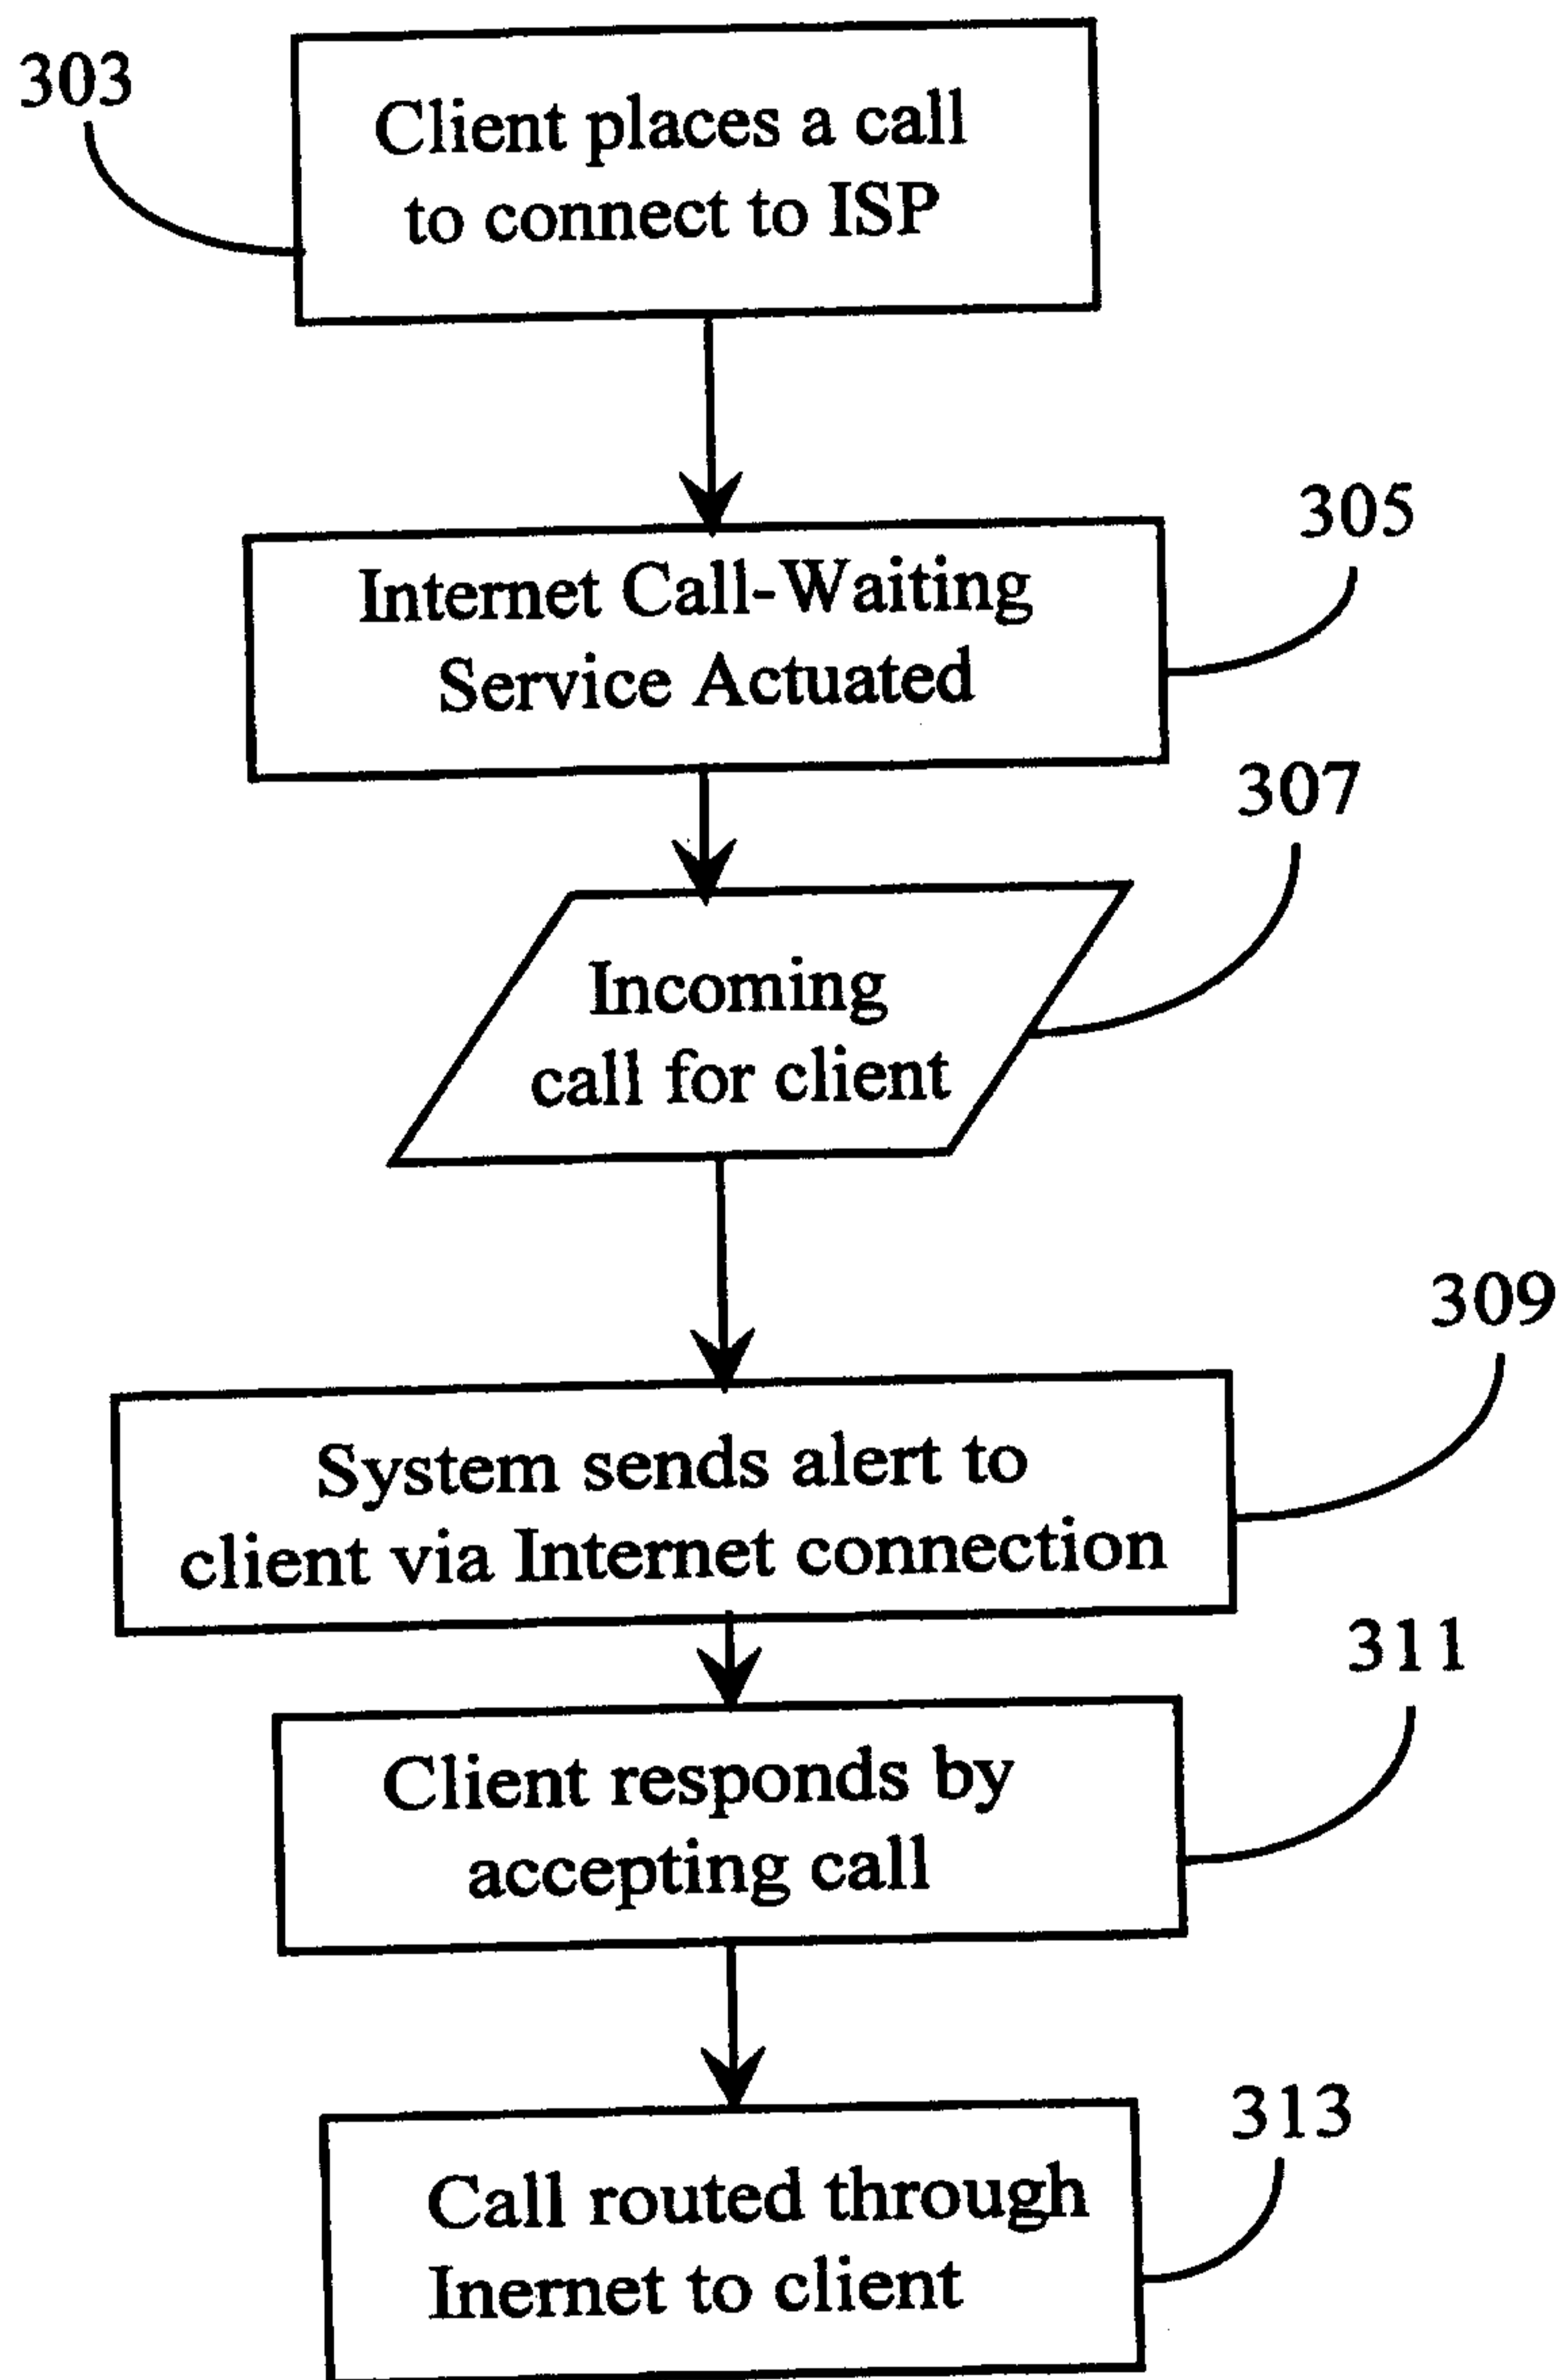 303
Client places a call
to connect to ISP
305
Internet Call-Waiting
Service Actuated
307
Incoming
call for client
309
System sends alert to
client via Internet connection
311
Client responds by
accepting call
313
Call routed through
Inernet to client